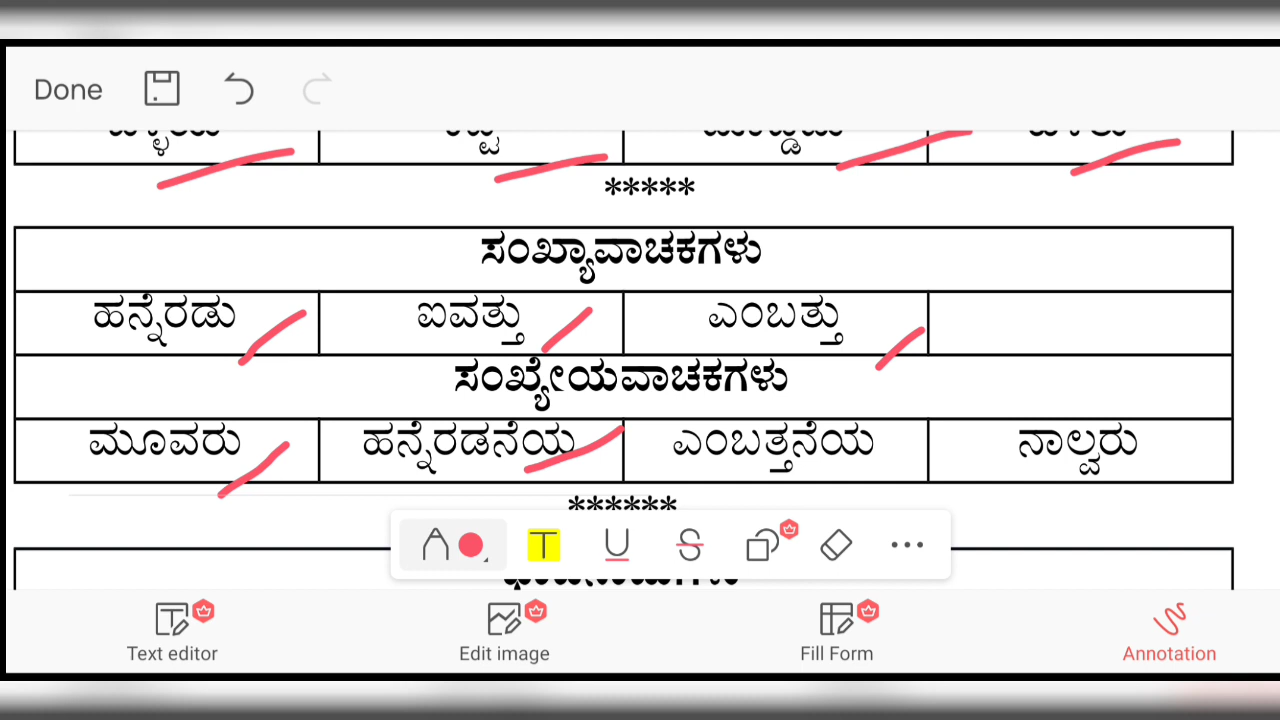 Done
*****
ಸಂಖ್ಯಾವಾಚಕಗಳು
ಹನ್ನೆರಡು ಐವತ್ತು ಎಂಬತ್ತು
ಸಂಖ್ಯೇಯವಾಚಕಗಳು
ಮೂವರು ಹನ್ನೆರಡನೆಯ ಎಂಬತ್ತನೆಯ ನಾಲ್ವರು
******
Text editor Edit image Fill Form Annotation